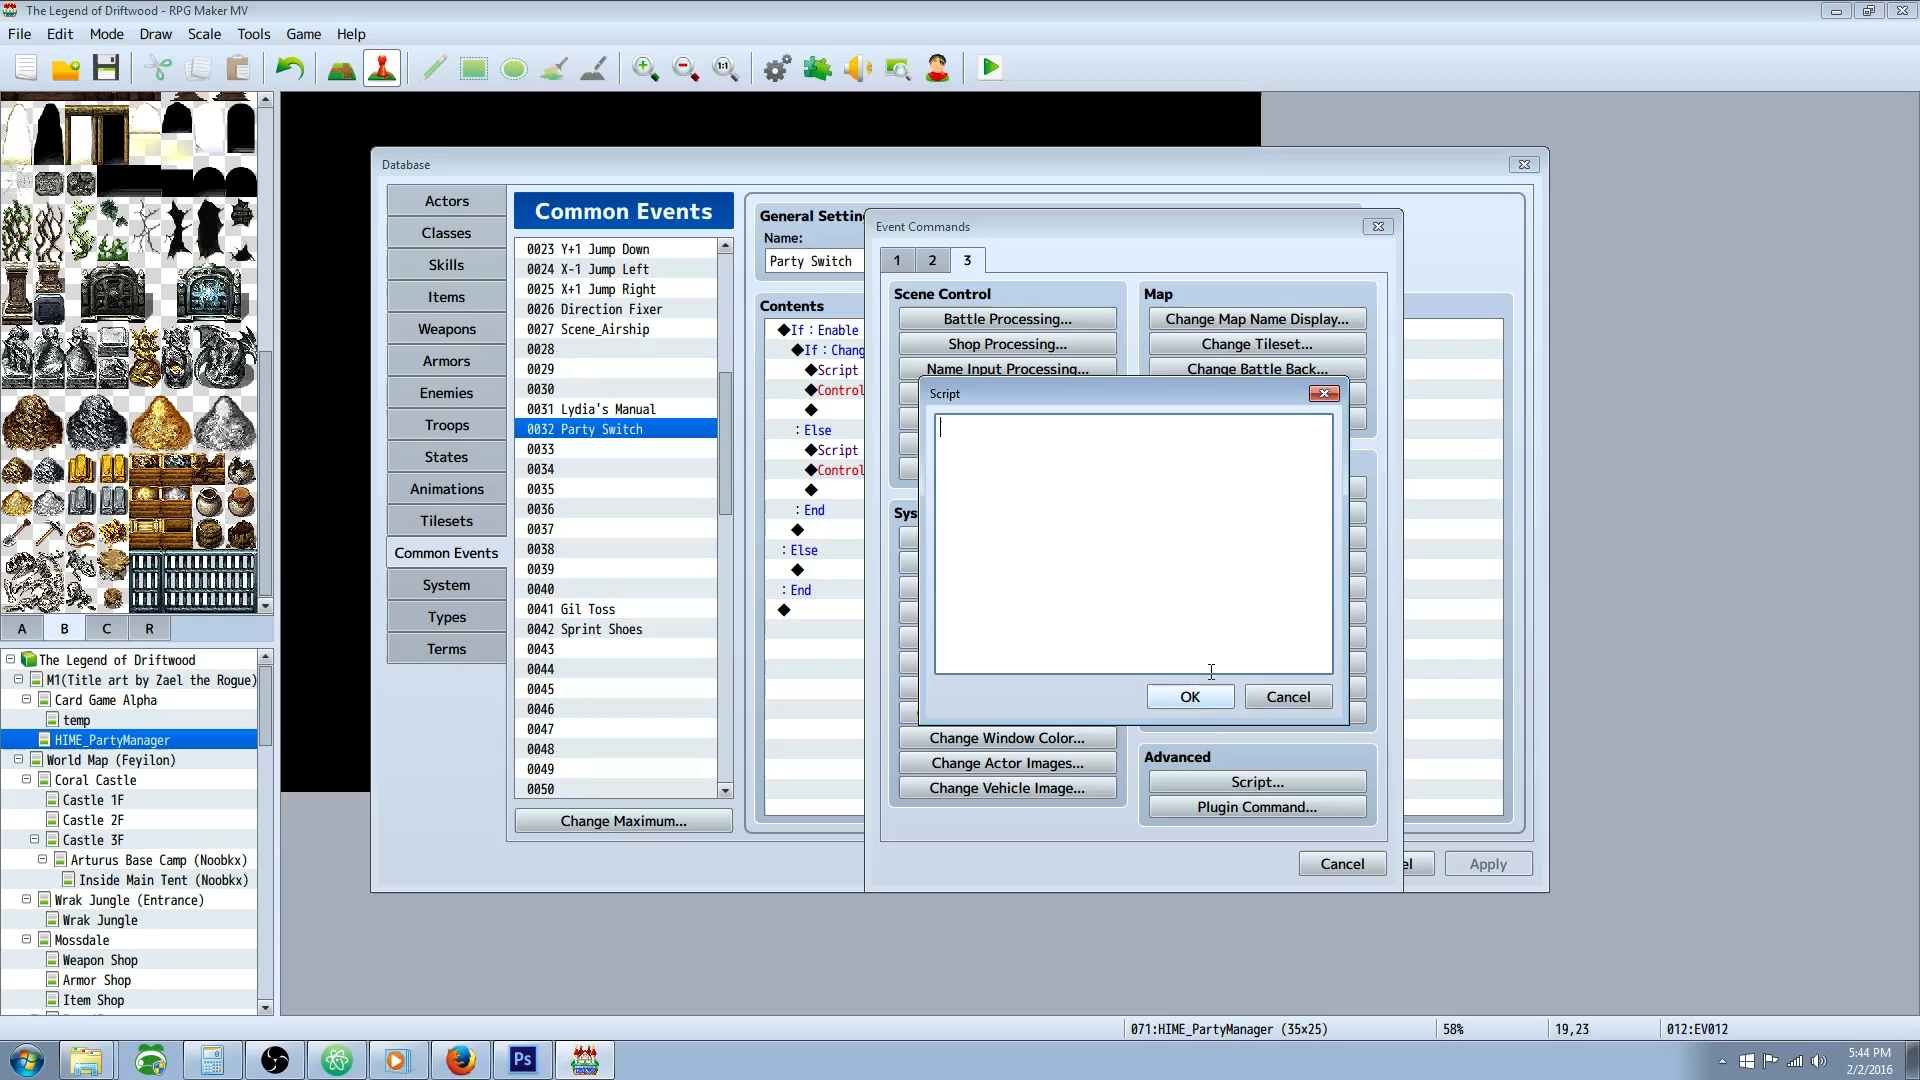 The Legend of Driftwood - RPG Maker MV
File Edit Mode Draw Scale Tools Game Help
1:1
Database
Actors
Classes
Skills
Items
Weapons
Armors
Enemies
Troops
States
Animations
Tilesets
Common Events
System
Types
Terms
Common Events
0023 Y+1 Jump Down
0024 X-1 Jump Left
0025 X+1 Jump Right
0026 Direction Fixer
0027 Scene_Airship
0028
0029
0030
0031 Lydia's Manual
0032 Party Switch
0033
0034
0035
0036
0037
0038
0039
0040
0041 Gil Toss
0042 Sprint Shoes
0043
0044
0045
0046
0047
0048
0049
0050
Change Maximum...
General Settin
Name:
Party Switch
Contents
◆If : Enable
◆If : Chang
◆Script
◆Control
◆
: Else
◆Script
◆Control
◆
: End
◆
: Else
◆
: End
◆
Event Commands
1 2 3
Scene Control
Battle Processing...
Shop Processing...
Name Input Processing...
Sys
Change Window Color...
Change Actor Images...
Change Vehicle Image...
Map
Change Map Name Display...
Change Tileset...
Change Battle Back...
Script
OK Cancel
Advanced
Script...
Plugin Command...
Cancel
el
Apply
A B C R
The Legend of Driftwood
M1(Title art by Zael the Rogue)
Card Game Alpha
temp
HIME_PartyManager
World Map (Feyilon)
Coral Castle
Castle 1F
Castle 2F
Castle 3F
Arturus Base Camp (Noobkx)
Inside Main Tent (Noobkx)
Wrak Jungle (Entrance)
Wrak Jungle
Mossdale
Weapon Shop
Armor Shop
Item Shop
071:HIME_PartyManager (35x25)
58%
19,23
012:EV012
Ps
5:44 PM
2/2/2016